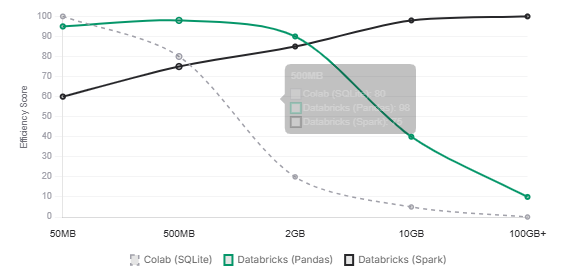 100
90
80
70
60
50
40
30
20
10
0
Efficiency Score
500MB
Colab (SQLite): 80
Databricks (Pandas): 98
Databricks (Spark)
50MB 500MB 2GB 10GB 100GB+
Colab (SQLite) Databricks (Pandas) Databricks (Spark)